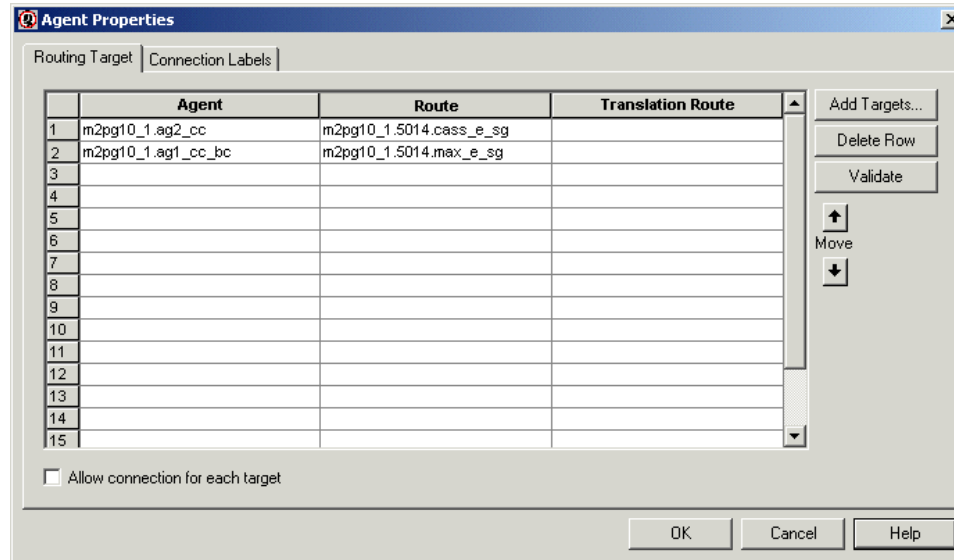 Agent Properties
Routing Target Connection Labels
Agent Route Translation Route
1 m2pg10_1.ag2_cc m2pg10_1.5014.cass_e_sg
2 m2pg10_1.ag1_cc_bc m2pg10_1.5014.max_e_sg
3
4
5
6
7
8
9
10
11
12
13
14
15
Add Targets...
Delete Row
Validate
Move
Allow connection for each target
OK Cancel Help